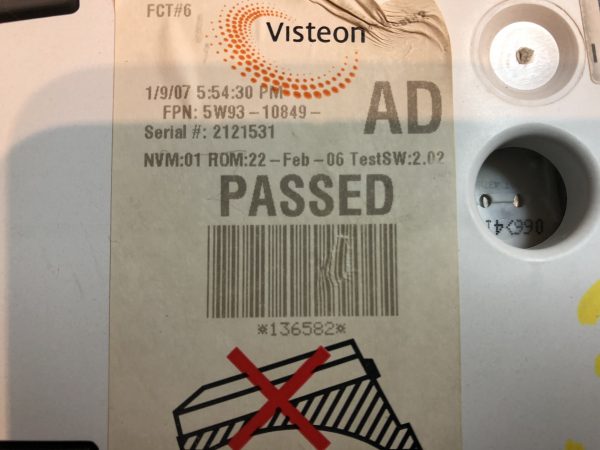 FCT#6
Visteon
1/9/07 5:54:30 PM
FPN: 5W93-10849-
AD
Serial #: 2121531
NVM:01 ROM:22-Feb-06 TestSW:2.02
PASSED
*136582*